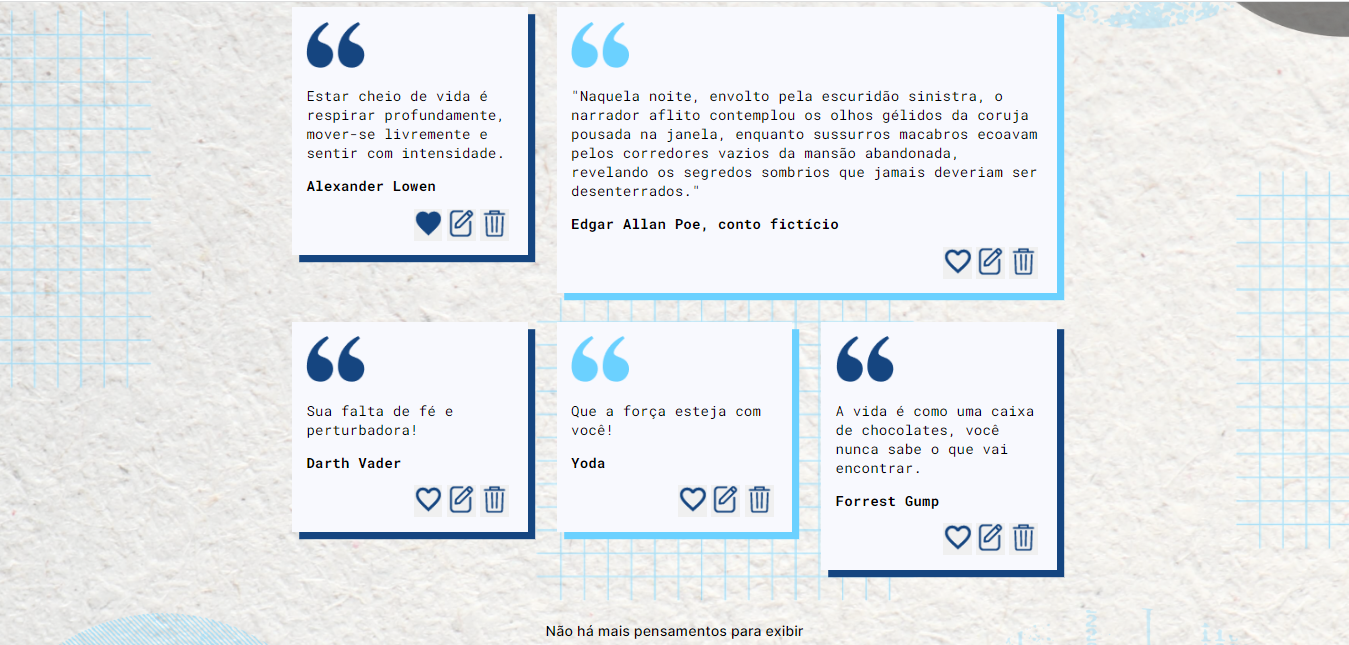 Estar cheio de vida é
respirar profundamente,
mover-se livremente e
sentir com intensidade.
Alexander Lowen
"Naquela noite, envolto pela escuridão sinistra, o
narrador aflito contemplou os olhos gélidos da coruja
pousada na janela, enquanto sussurros macabros ecoavam
pelos corredores vazios da mansão abandonada,
revelando os segredos sombrios que jamais deveriam ser
desenterrados."
Edgar Allan Poe, conto fictício
Sua falta de fé e
perturbadora!
Darth Vader
Que a força esteja com
você!
Yoda
A vida é como uma caixa
de chocolates, você
nunca sabe o que vai
encontrar.
Forrest Gump
Não há mais pensamentos para exibir